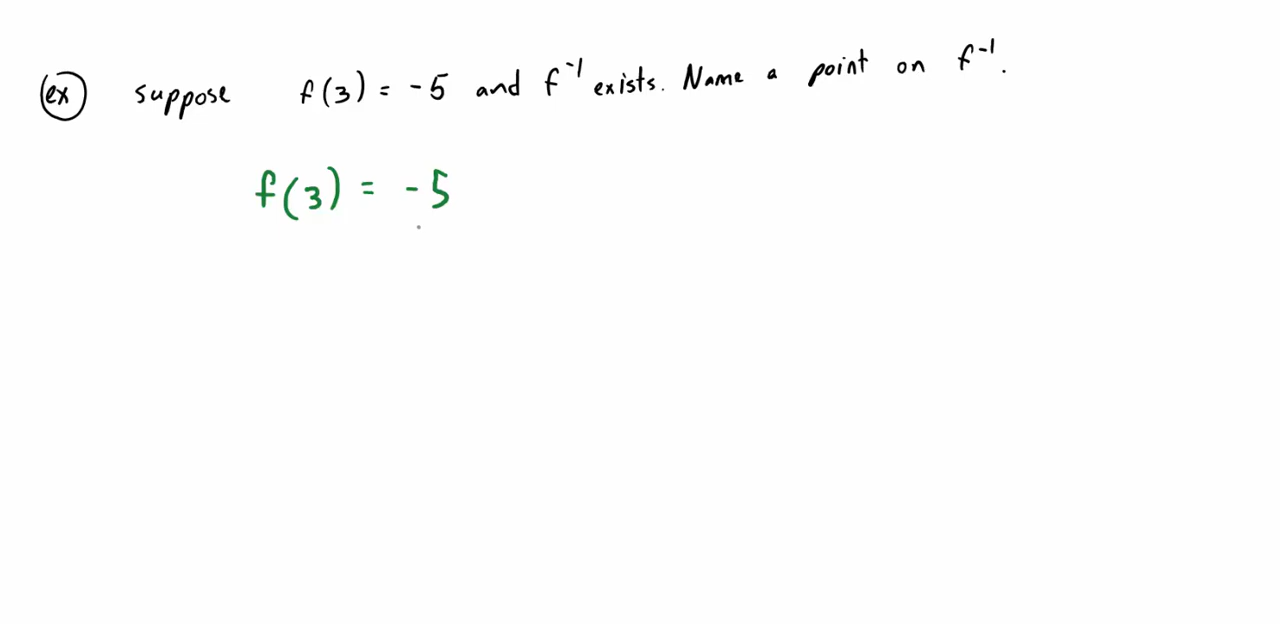 ex suppose f(3) = -5 and f⁻¹ exists. Name a point on f⁻¹.
f(3) = -5